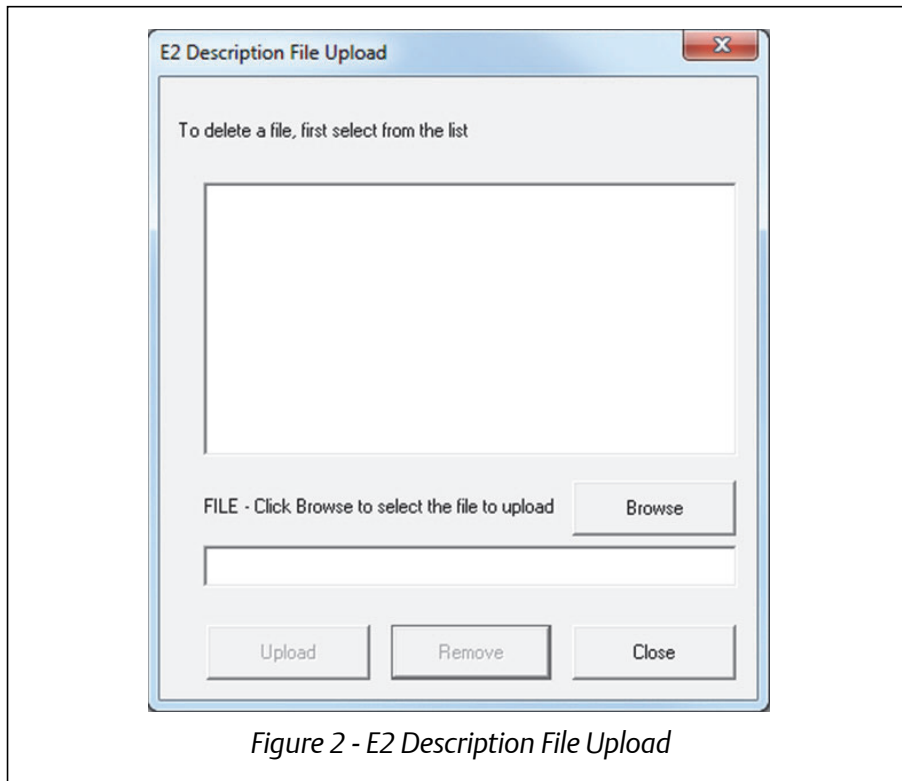 E2 Description File Upload
To delete a file, first select from the list
FILE - Click Browse to select the file to upload
Browse
Upload
Remove
Close
Figure 2 - E2 Description File Upload